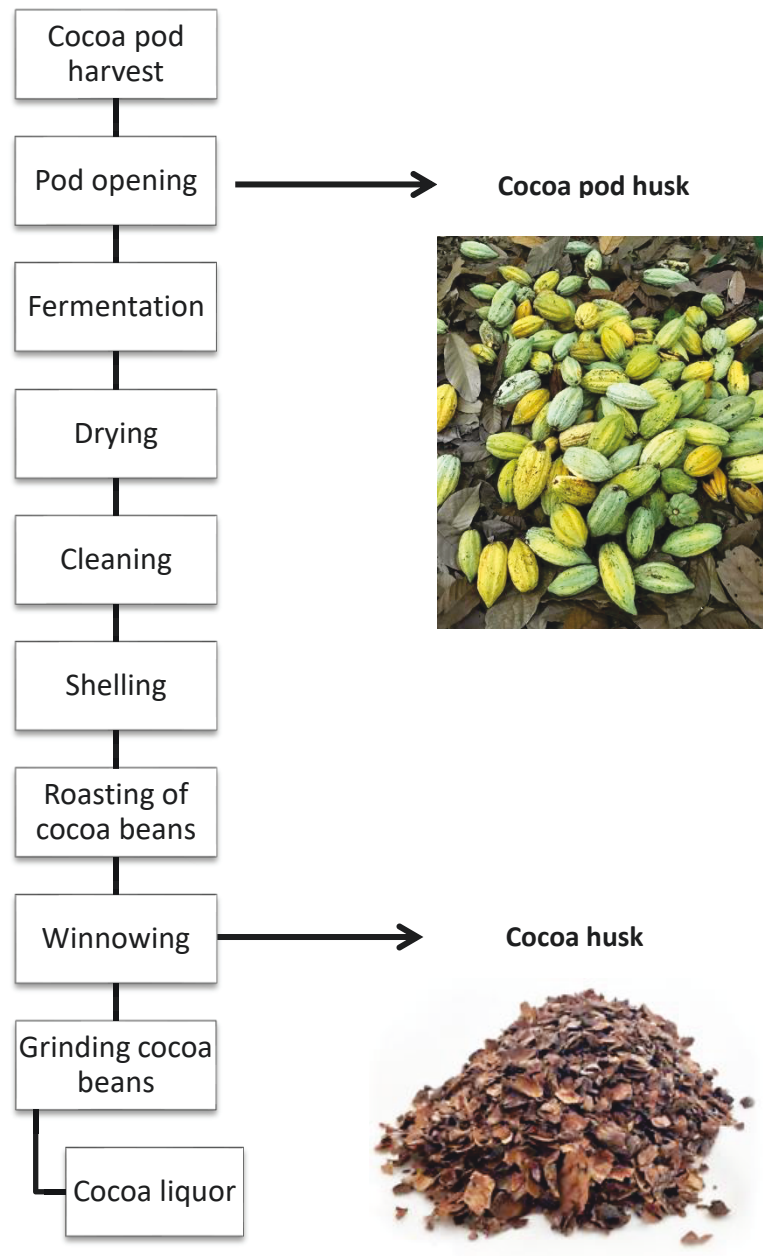 Cocoa pod
harvest
Pod opening
Cocoa pod husk
Fermentation
Drying
Cleaning
Shelling
Roasting of
cocoa beans
Winnowing
Cocoa husk
Grinding cocoa
beans
Cocoa liquor